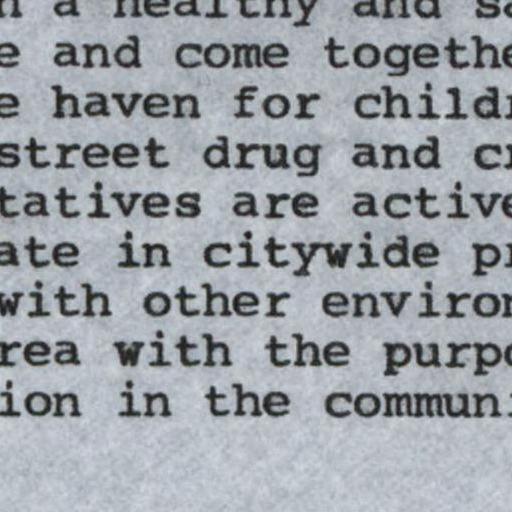 n a healthy and sa
e and come togethe
e haven for childr
street drug and cr
tatives are active
ate in citywide pr
with other environ
rea with the purpo
ion in the communi